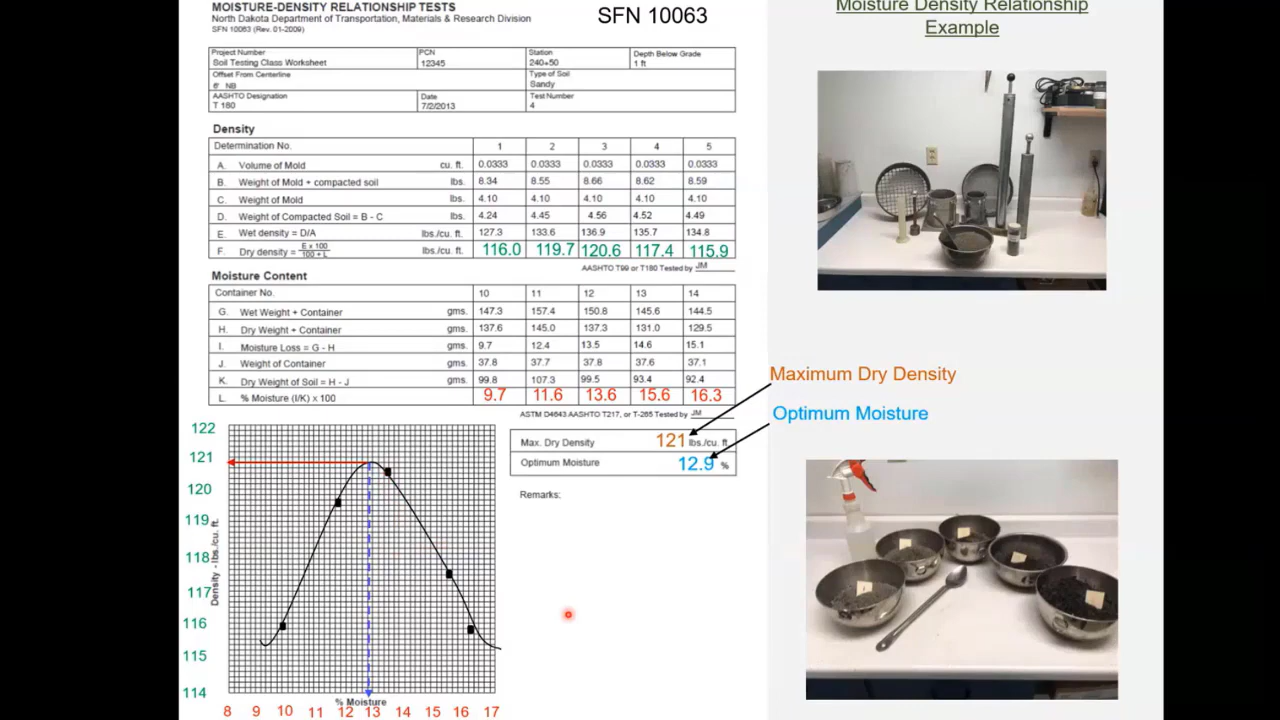 MOISTURE-DENSITY RELATIONSHIP TESTS
North Dakota Department of Transportation, Materials & Research Division
SFN 10063 (Rev. 01-2009)
SFN 10063
Moisture Density Relationship
Example
Project Number PCN Station Depth Below Grade
Soil Testing Class Worksheet 12345 240+50 1 ft
Offset From Centerline Type of Soil
6' NB Sandy
AASHTO Designation Date Test Number
T 180 7/2/2013 4
Density
Determination No. 1 2 3 4 5
A. Volume of Mold cu. ft. 0.0333 0.0333 0.0333 0.0333 0.0333
B. Weight of Mold + compacted soil lbs. 8.34 8.55 8.66 8.62 8.59
C. Weight of Mold lbs. 4.10 4.10 4.10 4.10 4.10
D. Weight of Compacted Soil = B - C lbs. 4.24 4.45 4.56 4.52 4.49
E. Wet density = D/A lbs./cu. ft. 127.3 133.6 136.9 135.7 134.8
F. Dry density = E x 100 / 100 + L lbs./cu. ft. 116.0 119.7 120.6 117.4 115.9
AASHTO T99 or T180 Tested by JM
Moisture Content
Container No. 10 11 12 13 14
G. Wet Weight + Container gms. 147.3 157.4 150.8 145.6 144.5
H. Dry Weight + Container gms. 137.6 145.0 137.3 131.0 129.5
I. Moisture Loss = G - H gms. 9.7 12.4 13.5 14.6 15.1
J. Weight of Container gms. 37.8 37.7 37.8 37.6 37.1
K. Dry Weight of Soil = H - J gms. 99.8 107.3 99.5 93.4 92.4
L. % Moisture (I/K) x 100 9.7 11.6 13.6 15.6 16.3
ASTM D4643 AASHTO T217, or T-265 Tested by JM
Maximum Dry Density
Optimum Moisture
Max. Dry Density 121 lbs./cu. ft
Optimum Moisture 12.9 %
Remarks:
122
121
120
119
118
117
116
115
114
Density - lbs./cu. ft.
% Moisture
8 9 10 11 12 13 14 15 16 17